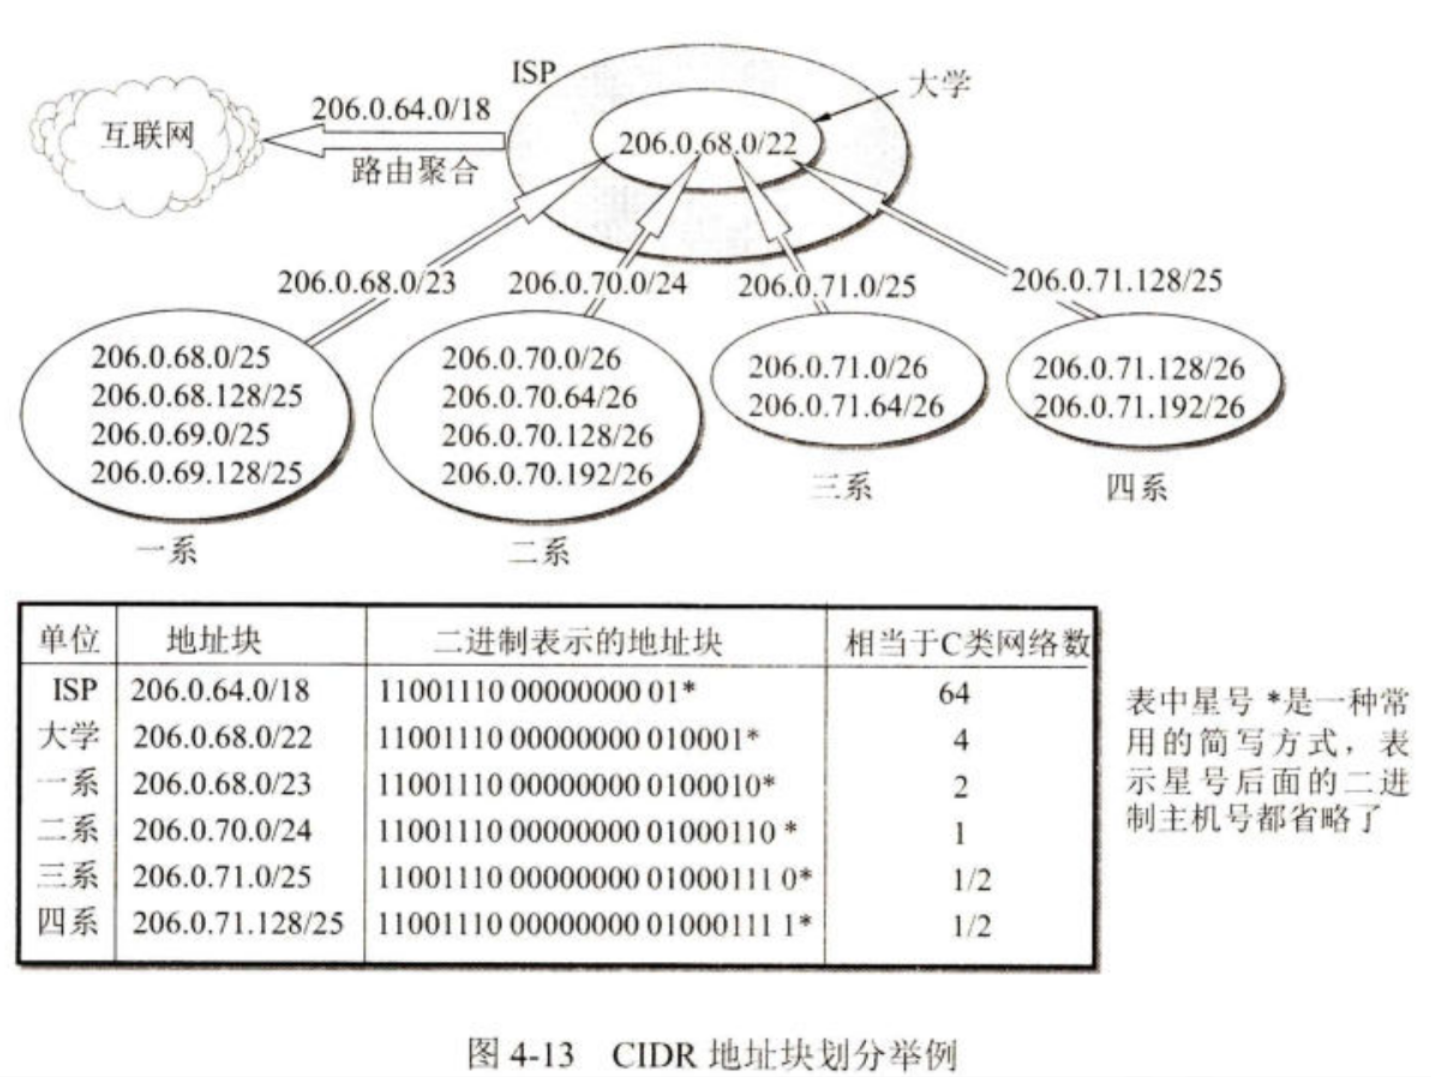 ISP
大学
206.0.64.0/18
互联网
路由聚合
206.0.68.0/22
206.0.68.0/23
206.0.70.0/24
206.0.71.0/25
206.0.71.128/25
206.0.68.0/25
206.0.68.128/25
206.0.69.0/25
206.0.69.128/25
一系
206.0.70.0/26
206.0.70.64/26
206.0.70.128/26
206.0.70.192/26
二系
206.0.71.0/26
206.0.71.64/26
三系
206.0.71.128/26
206.0.71.192/26
四系
单位 地址块 二进制表示的地址块 相当于C类网络数
ISP 206.0.64.0/18 11001110 00000000 01* 64
大学 206.0.68.0/22 11001110 00000000 010001* 4
一系 206.0.68.0/23 11001110 00000000 0100010* 2
二系 206.0.70.0/24 11001110 00000000 01000110 * 1
三系 206.0.71.0/25 11001110 00000000 01000111 0* 1/2
四系 206.0.71.128/25 11001110 00000000 01000111 1* 1/2
表中星号 *是一种常
用的简写方式，表
示星号后面的二进
制主机号都省略了
图 4-13 CIDR 地址块划分举例